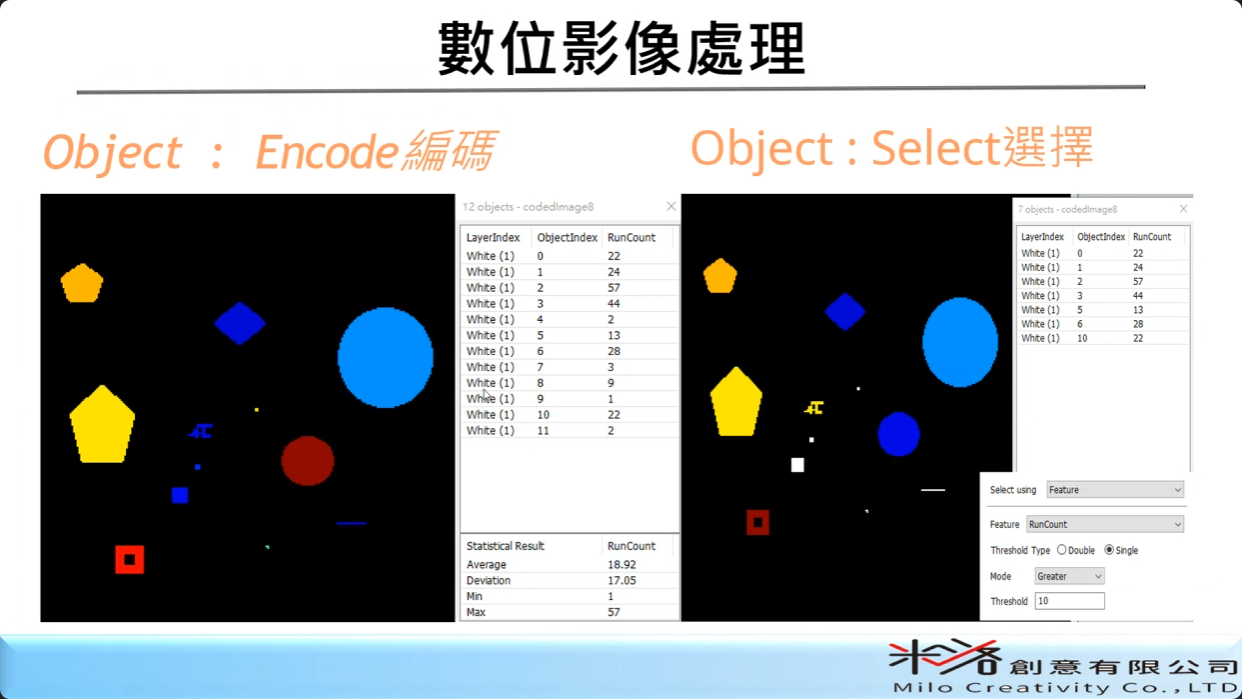 數位影像處理
Object : Encode編碼
Object : Select選擇
12 objects - codedImage8
LayerIndex ObjectIndex RunCount
White (1) 0 22
White (1) 1 24
White (1) 2 57
White (1) 3 44
White (1) 4 2
White (1) 5 13
White (1) 6 28
White (1) 7 3
White (1) 8 9
White (1) 9 1
White (1) 10 22
White (1) 11 2
Statistical Result RunCount
Average 18.92
Deviation 17.05
Min 1
Max 57
7 objects - codedImage8
LayerIndex ObjectIndex RunCount
White (1) 0 22
White (1) 1 24
White (1) 2 57
White (1) 3 44
White (1) 5 13
White (1) 6 28
White (1) 10 22
Select using Feature
Feature RunCount
Threshold Type Double Single
Mode Greater
Threshold 10
米洛創意有限公司
Milo Creativity Co.,LTD